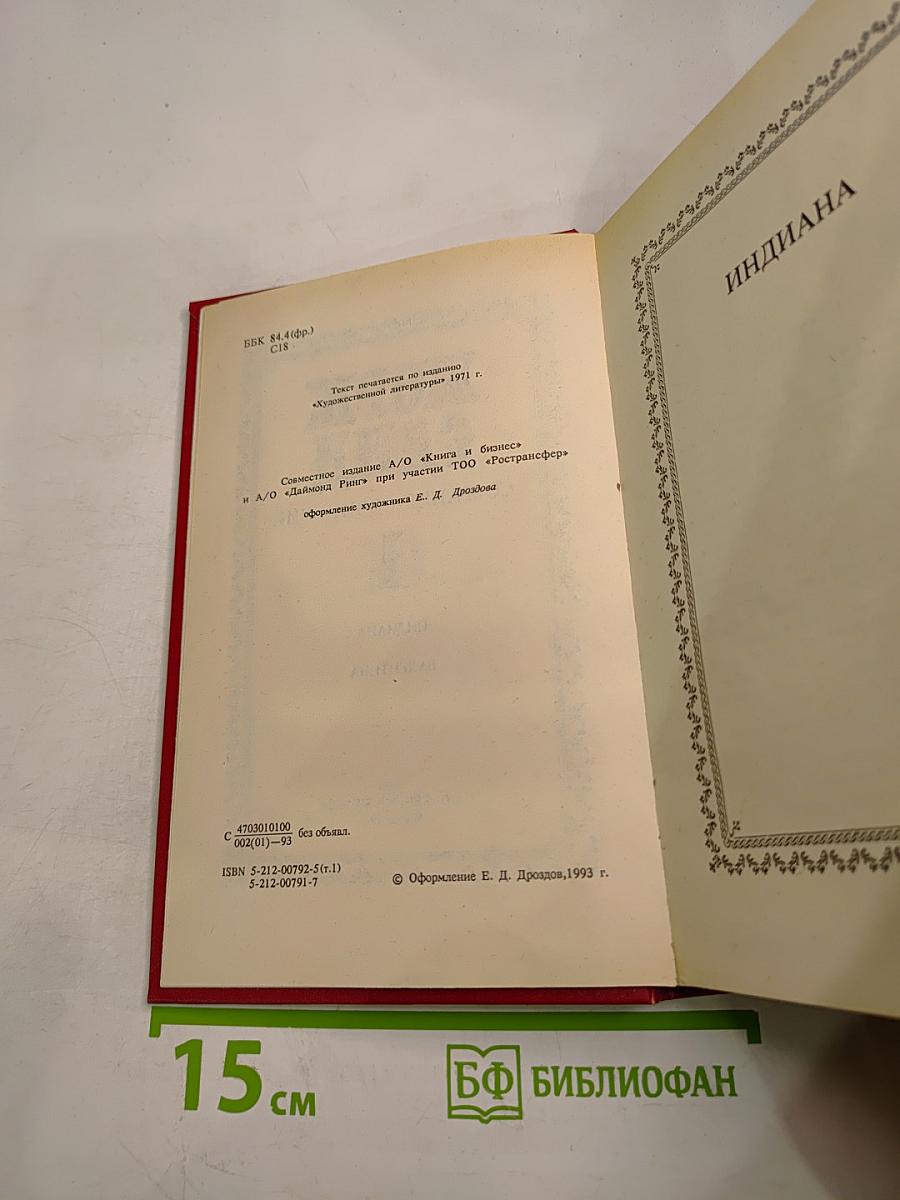 ББК 84.4(фр.)
С18
Текст печатается по изданию
«Художественной литературы» 1971 г.
Совместное издание А/О «Книга и бизнес»
и А/О «Даймонд Ринг» при участии ТОО «Ространсфер»
оформление художника Е.. Д. Дроздова
С 4703010100 без объявл.
002(01)—93
ISBN 5-212-00792-5(т.1)
5-212-00791-7
© Оформление Е. Д. Дроздов,1993 г.
ИНДИАНА
15 см
БФ БИБЛИОФАН